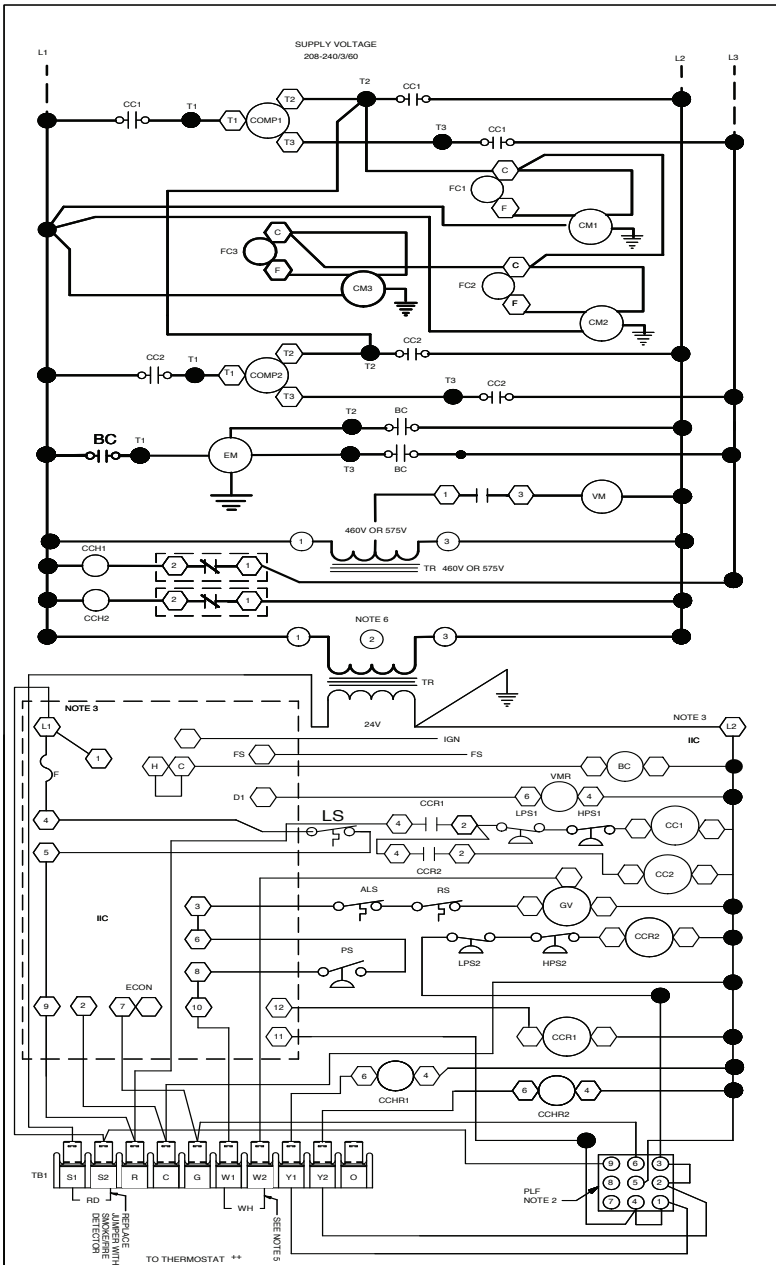 SUPPLY VOLTAGE
208-240/3/60
L1
L2
L3
T2
CC1
CC1
T1
T2
T1
COMP1
T3
T3
CC1
C
FC1
F
CM1
C
FC3
F
CM3
C
FC2
F
CM2
CC2
T1
T2
T1
COMP2
T2
CC2
T3
T3
CC2
T2
BC
BC
T1
EM
T3
BC
1
3
VM
460V OR 575V
1
3
TR 460V OR 575V
CCH1
2
1
2
1
CCH2
NOTE 6
1
2
3
TR
24V
NOTE 3
NOTE 3
L1
L2
IIC
1
IGN
FS
FS
H
C
BC
F
VMR
D1
6
4
CCR1
LPS1
HPS1
4
LS
4
2
CC1
5
4
2
CC2
CCR2
ALS
RS
IIC
3
GV
6
CCR2
PS
LPS2
HPS2
8
ECON
9
2
7
10
12
11
CCR1
6
4
CCHR1
6
4
CCHR2
TB1
S1
S2
R
C
G
W1
W2
Y1
Y2
O
9
6
3
8
5
2
7
4
1
PLF
NOTE 2
RD
WH
REPLACE
JUMPER WITH
SMOKE/FIRE
DETECTOR
SEE NOTE 5
TO THERMOSTAT ++